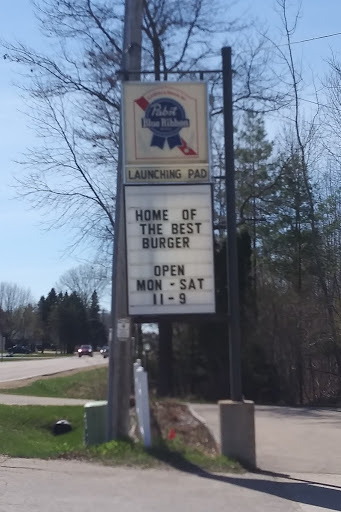 Pabst
Blue Ribbon
LAUNCHING PAD
HOME OF
THE BEST
BURGER
OPEN
MON - SAT
11 - 9